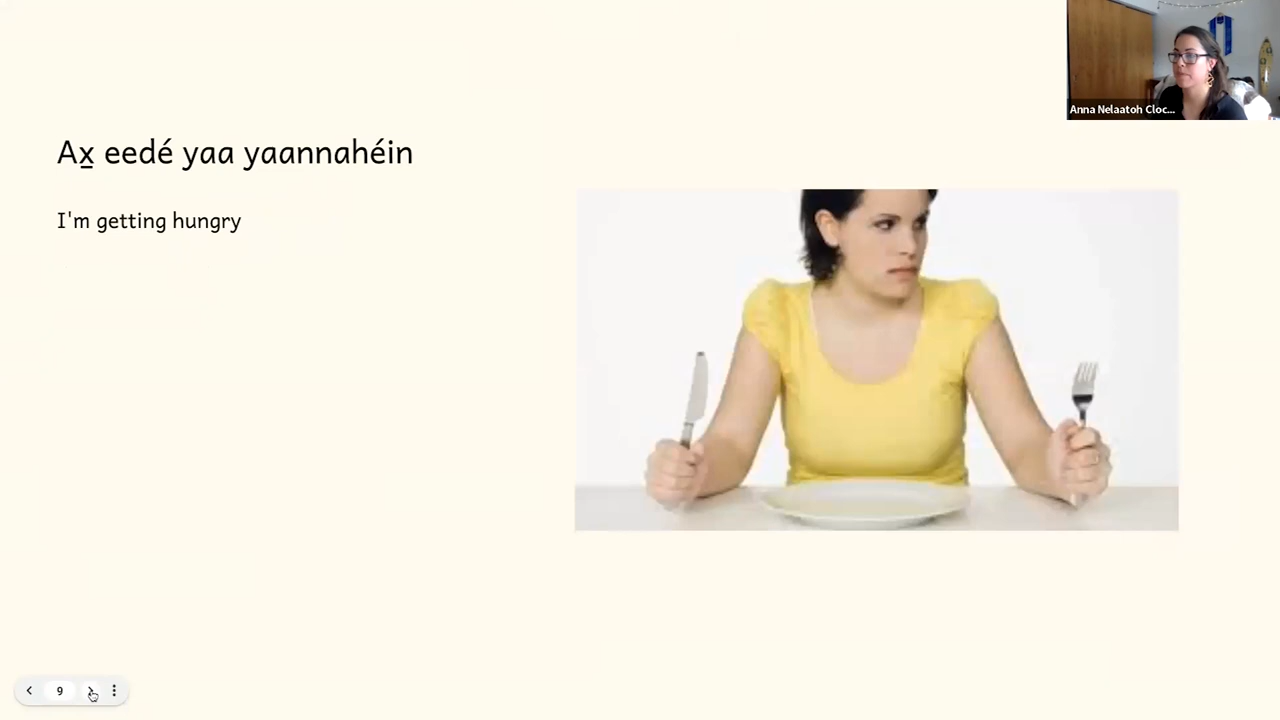 Anna Nelaatoh Cloc...
Ax̱ eedé yaa yaannahéin
I'm getting hungry
9